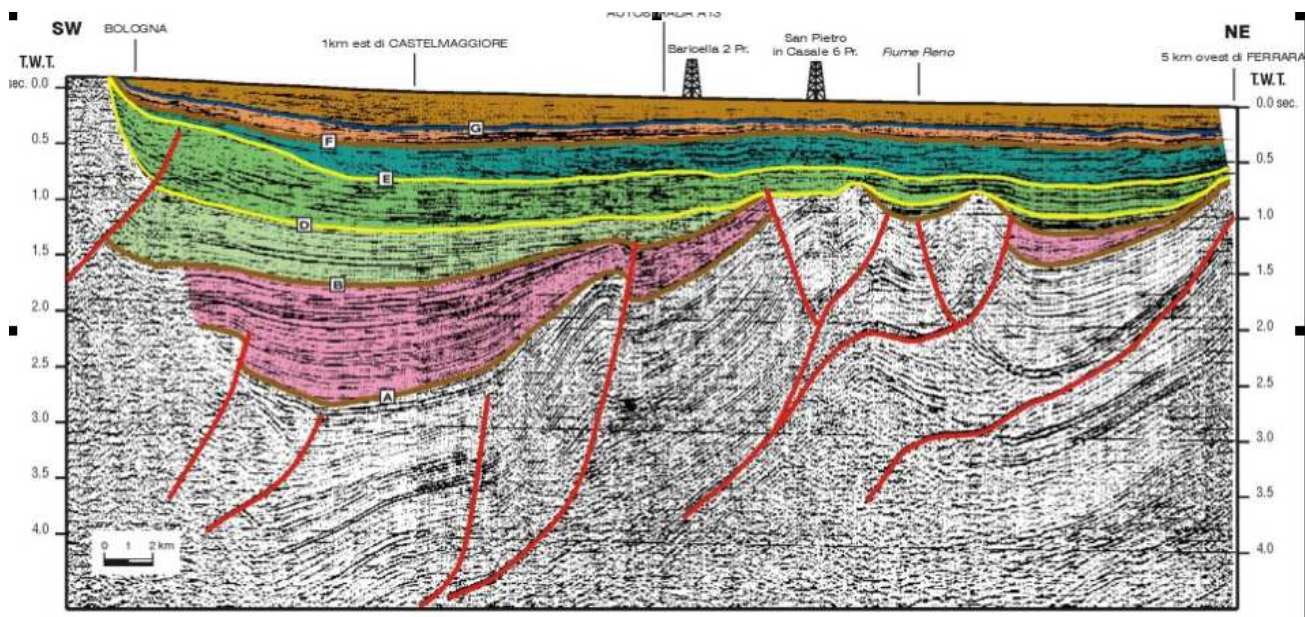 SW
BOLOGNA
1km est di CASTELMAGGIORE
AUTOSTRADA A13
Baricella 2 Pr.
San Pietro
in Casale 6 Pr.
Fiume Reno
NE
5 km ovest di FERRARA
T.W.T.
sec. 0.0
0.5
1.0
1.5
2.0
2.5
3.0
3.5
4.0
T.W.T.
0.0 sec.
0.5
1.0
1.5
2.0
2.5
3.0
3.5
4.0
G
F
E
D
B
A
0 1 2 km